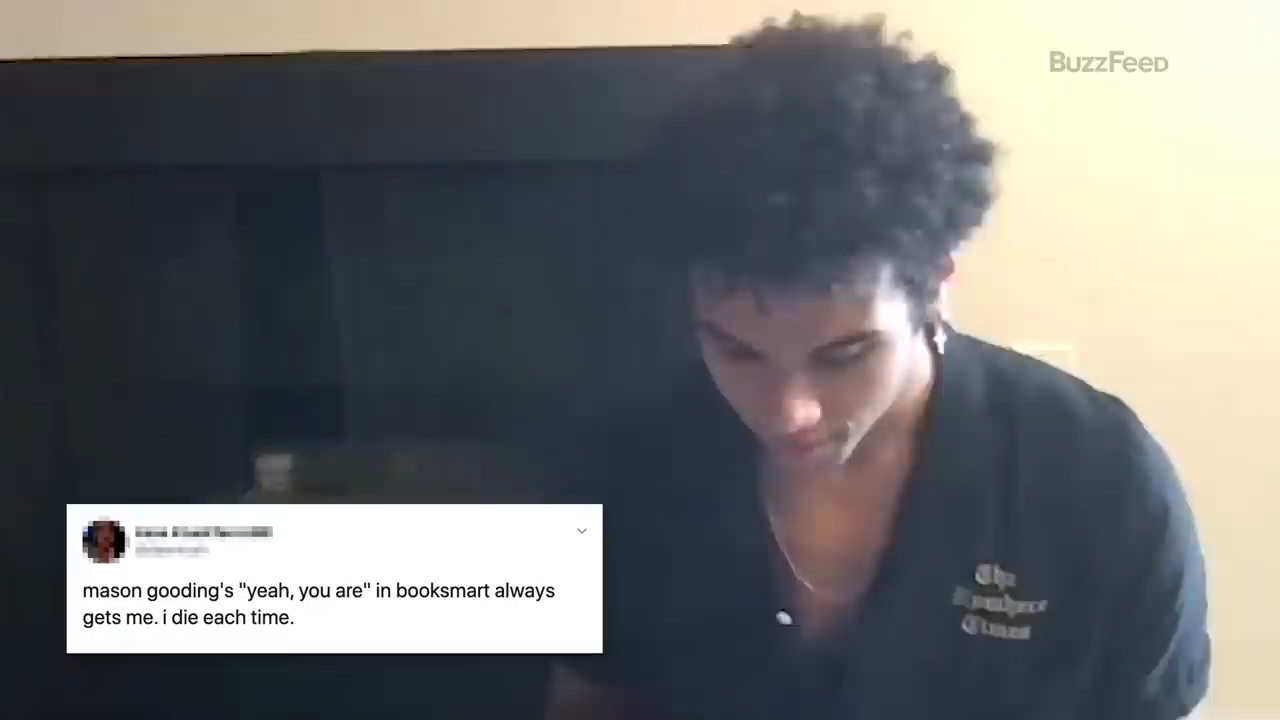 BuzzFeed
mason gooding's "yeah, you are" in booksmart always
gets me. i die each time.